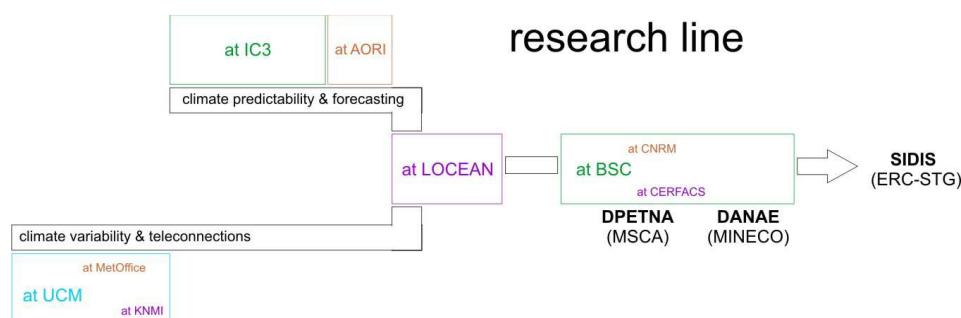 research line
at IC3
at AORI
climate predictability & forecasting
at LOCEAN
at CNRM
at BSC
at CERFACS
SIDIS
(ERC-STG)
DPETNA
(MSCA)
DANAE
(MINECO)
climate variability & teleconnections
at MetOffice
at UCM
at KNMI